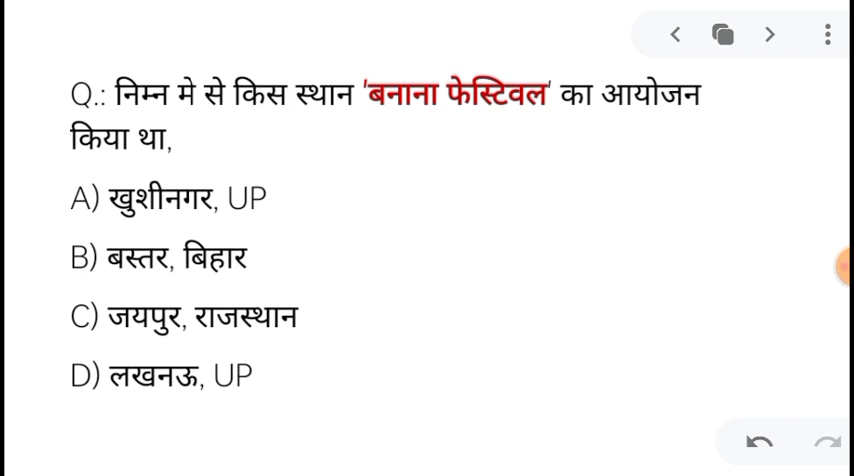 Q.: निम्न मे से किस स्थान 'बनाना फेस्टिवल' का आयोजन
किया था,
A) खुशीनगर, UP
B) बस्तर, बिहार
C) जयपुर, राजस्थान
D) लखनऊ, UP